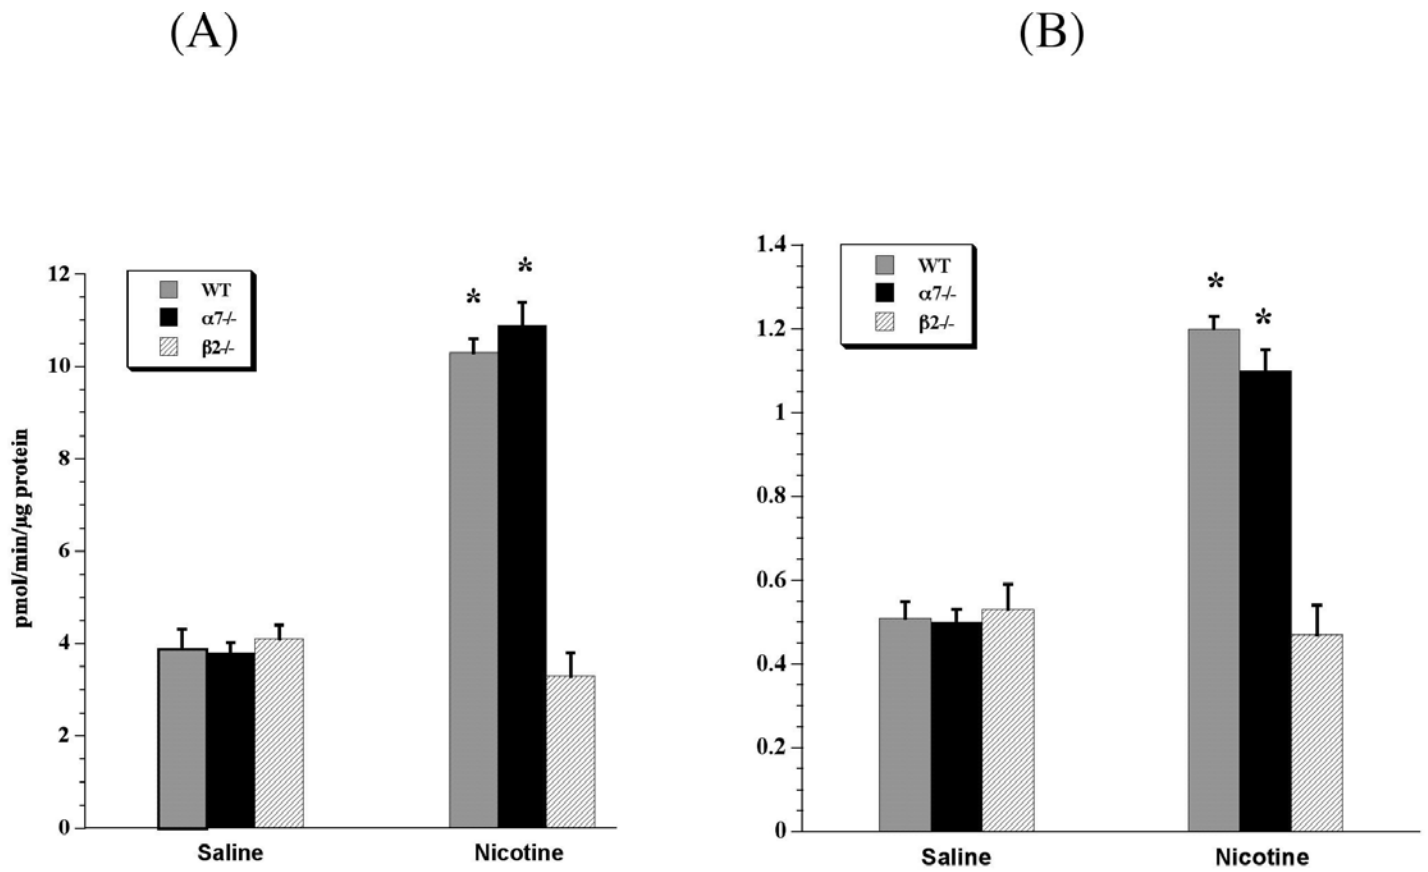 (A)
(B)
WT
α7-/-
β2-/-
12
10
8
6
4
2
0
pmol/min/µg protein
*
*
Saline
Nicotine
WT
α7-/-
β2-/-
1.4
1.2
1
0.8
0.6
0.4
0.2
0
*
*
Saline
Nicotine